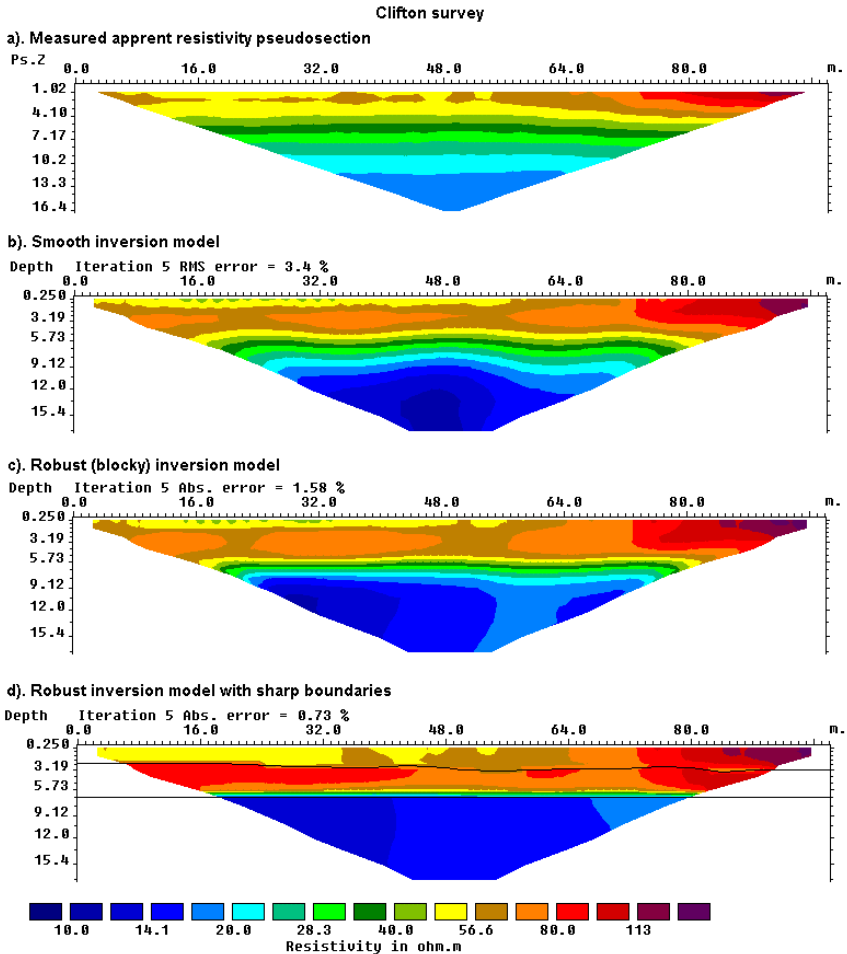 Clifton survey
a). Measured apprent resistivity pseudosection
Ps.Z
0.0 16.0 32.0 48.0 64.0 80.0 m.
1.02
4.10
7.17
10.2
13.3
16.4
b). Smooth inversion model
Depth Iteration 5 RMS error = 3.4 %
0.0 16.0 32.0 48.0 64.0 80.0 m.
0.250
3.19
5.73
9.12
12.0
15.4
c). Robust (blocky) inversion model
Depth Iteration 5 Abs. error = 1.58 %
0.0 16.0 32.0 48.0 64.0 80.0 m.
0.250
3.19
5.73
9.12
12.0
15.4
d). Robust inversion model with sharp boundaries
Depth Iteration 5 Abs. error = 0.73 %
0.0 16.0 32.0 48.0 64.0 80.0 m.
0.250
3.19
5.73
9.12
12.0
15.4
10.0 14.1 20.0 28.3 40.0 56.6 80.0 113
Resistivity in ohm.m